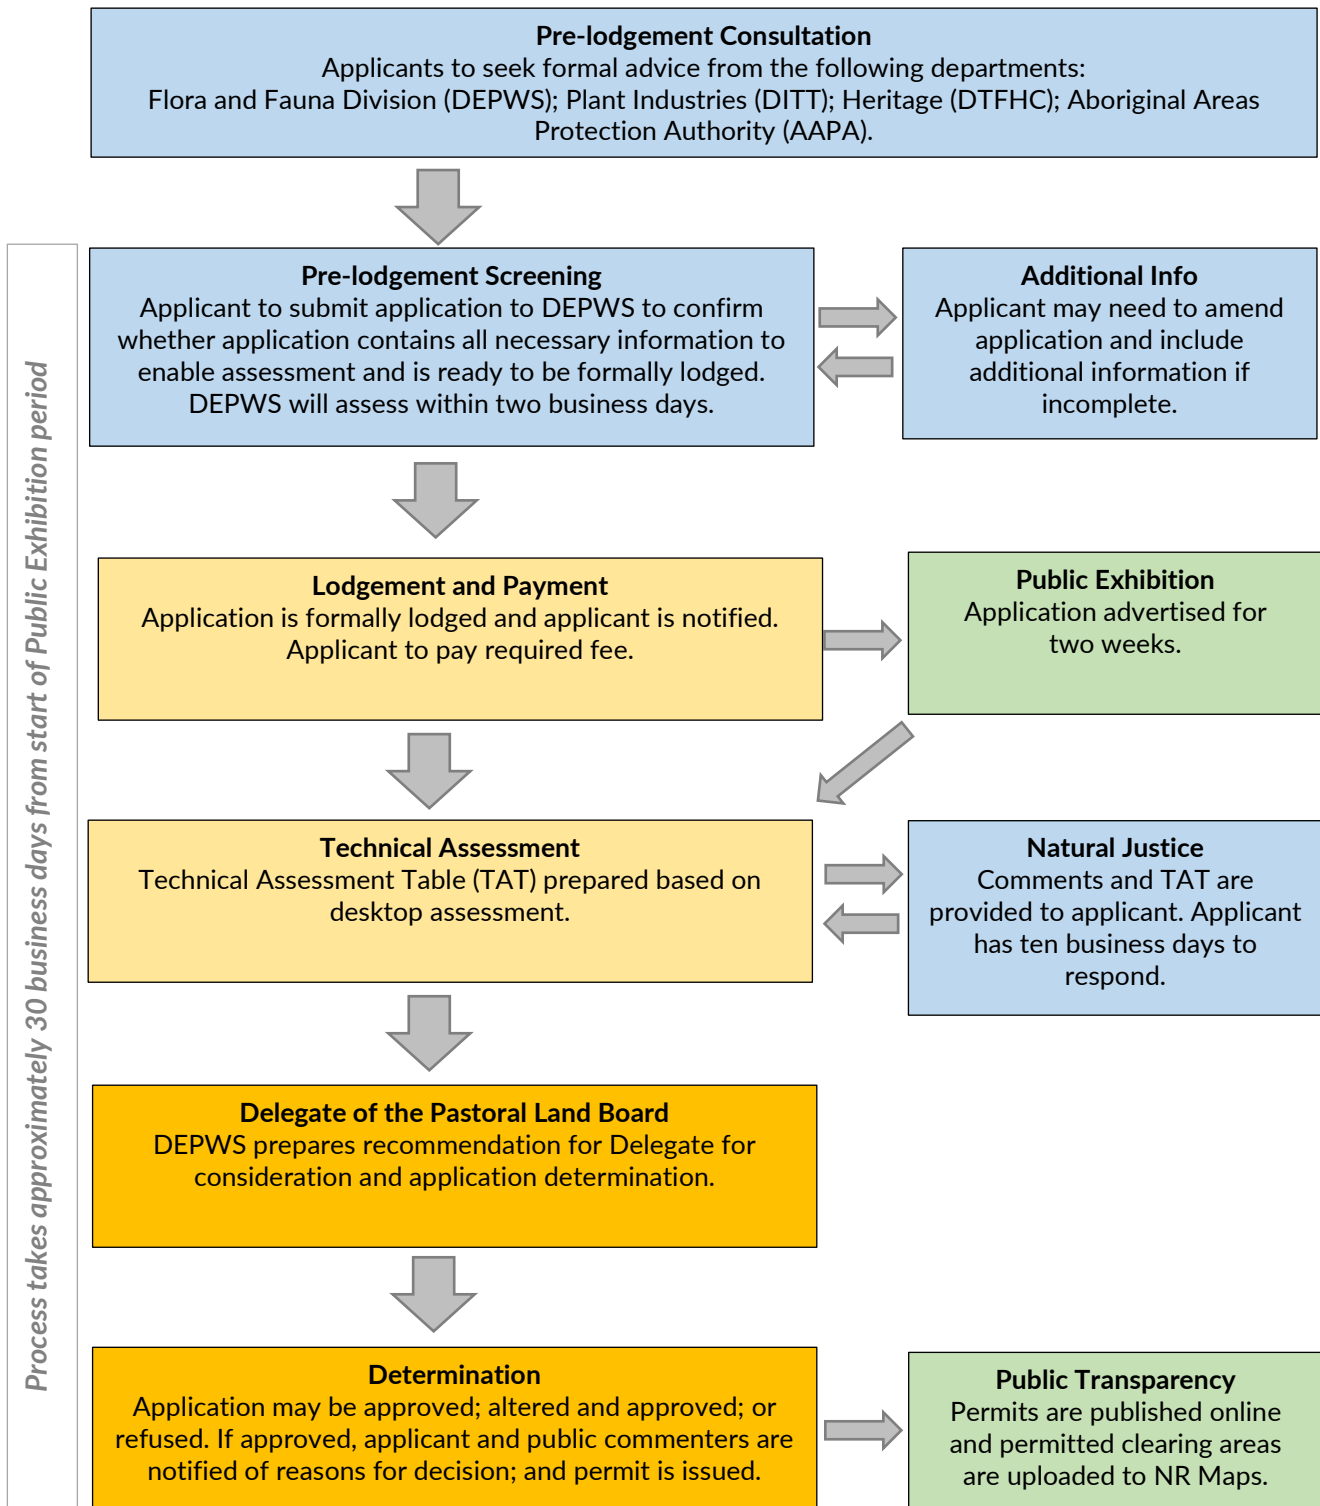 Pre-lodgement Consultation
Applicants to seek formal advice from the following departments:
Flora and Fauna Division (DEPWS); Plant Industries (DITT); Heritage (DTFHC); Aboriginal Areas
Protection Authority (AAPA).
Process takes approximately 30 business days from start of Public Exhibition period
Pre-lodgement Screening
Applicant to submit application to DEPWS to confirm
whether application contains all necessary information to
enable assessment and is ready to be formally lodged.
DEPWS will assess within two business days.
Additional Info
Applicant may need to amend
application and include
additional information if
incomplete.
Lodgement and Payment
Application is formally lodged and applicant is notified.
Applicant to pay required fee.
Public Exhibition
Application advertised for
two weeks.
Technical Assessment
Technical Assessment Table (TAT) prepared based on
desktop assessment.
Natural Justice
Comments and TAT are
provided to applicant. Applicant
has ten business days to
respond.
Delegate of the Pastoral Land Board
DEPWS prepares recommendation for Delegate for
consideration and application determination.
Determination
Application may be approved; altered and approved; or
refused. If approved, applicant and public commenters are
notified of reasons for decision; and permit is issued.
Public Transparency
Permits are published online
and permitted clearing areas
are uploaded to NR Maps.